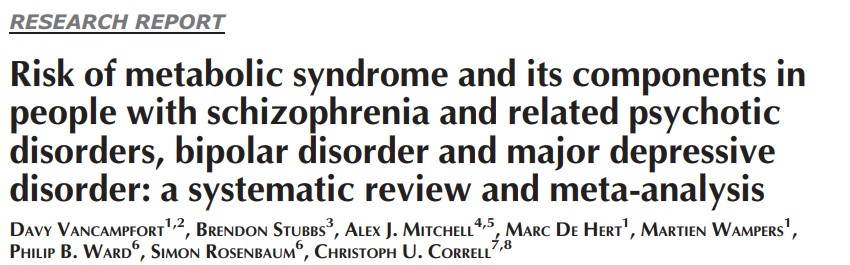 RESEARCH REPORT
Risk of metabolic syndrome and its components in
people with schizophrenia and related psychotic
disorders, bipolar disorder and major depressive
disorder: a systematic review and meta-analysis
DAVY VANCAMPFORT1,2, BRENDON STUBBS3, ALEX J. MITCHELL4,5, MARC DE HERT1, MARTIEN WAMPERS1,
PHILIP B. WARD6, SIMON ROSENBAUM6, CHRISTOPH U. CORRELL7,8